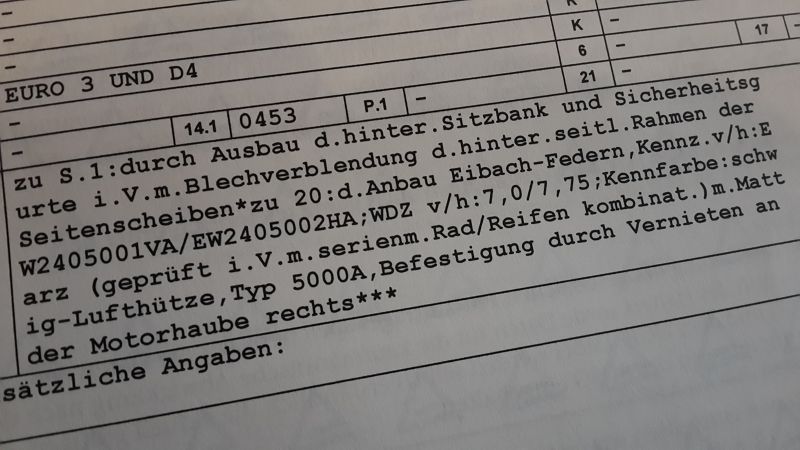 –
–
–
K
–
EURO 3 UND D4
6
–
17
–
–
14.1 0453 P.1 –
21
–
–
zu S.1:durch Ausbau d.hinter.Sitzbank und Sicherheitsg
urte i.V.m.Blechverblendung d.hinter.seitl.Rahmen der
Seitenscheiben*zu 20:d.Anbau Eibach-Federn,Kennz.v/h:E
W2405001VA/EW2405002HA;WDZ v/h:7,0/7,75;Kennfarbe:schw
arz (geprüft i.V.m.serienm.Rad/Reifen kombinat.)m.Matt
ig-Lufthütze,Typ 5000A,Befestigung durch Vernieten an
der Motorhaube rechts***
sätzliche Angaben: